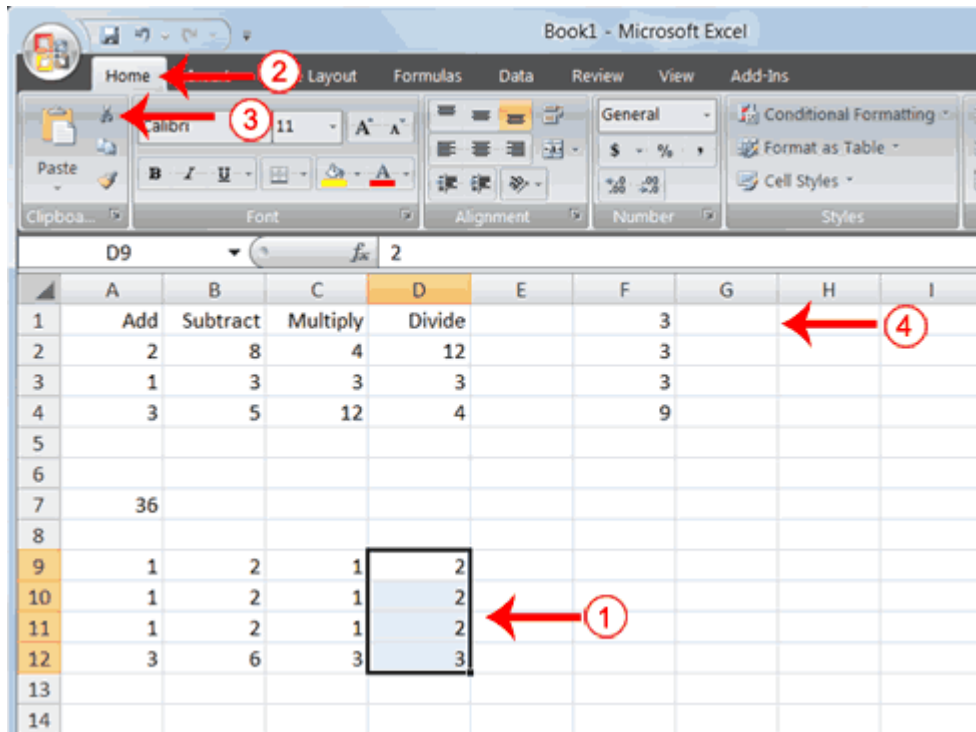 Book1 - Microsoft Excel
Home 2 Layout Formulas Data Review View Add-Ins
3 Calibri 11 A A General Conditional Formatting
$ % , Format as Table
Paste B I U A .00 .00 Cell Styles
Clipboa... Font Alignment Number Styles
D9 fx 2
A B C D E F G H I
1 Add Subtract Multiply Divide 3 4
2 2 8 4 12 3
3 1 3 3 3 3
4 3 5 12 4 9
5
6
7 36
8
9 1 2 1 2
10 1 2 1 2
11 1 2 1 2 1
12 3 6 3 3
13
14